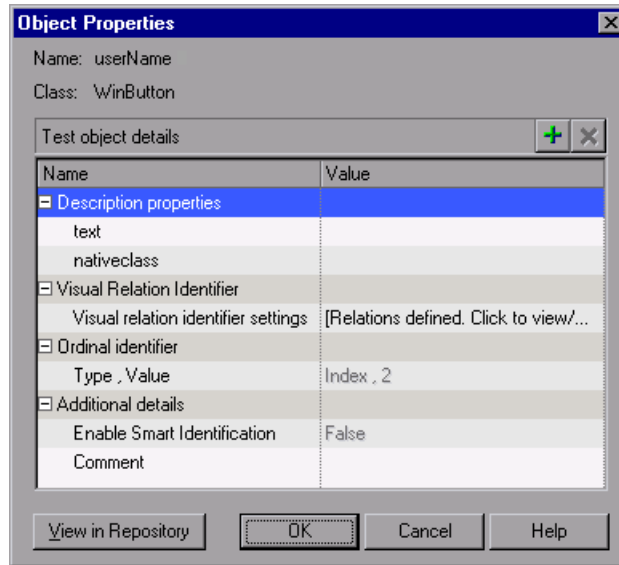 Object Properties
Name: userName
Class: WinButton
Test object details
Name Value
Description properties
text
nativeclass
Visual Relation Identifier
Visual relation identifier settings [Relations defined. Click to view/...
Ordinal identifier
Type , Value Index , 2
Additional details
Enable Smart Identification False
Comment
View in Repository OK Cancel Help